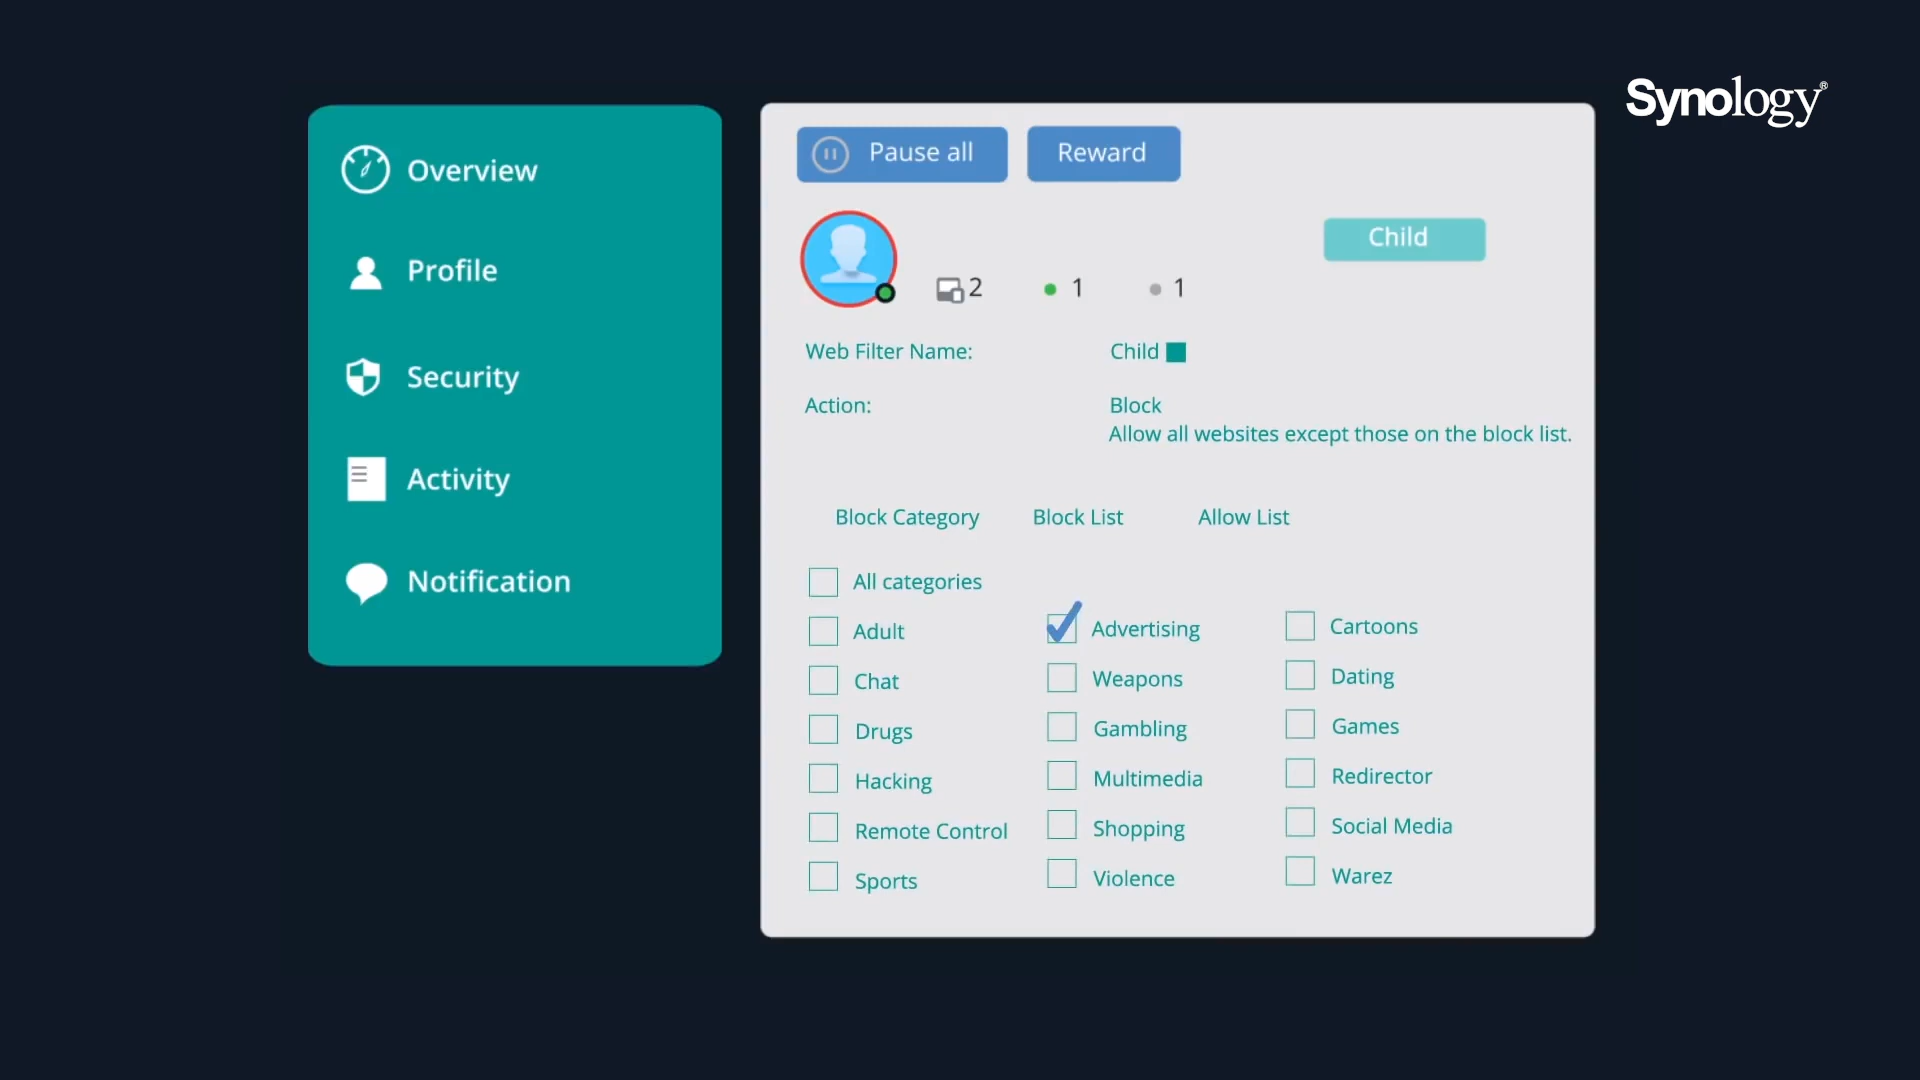 Synology®
Overview
Profile
Security
Activity
Notification
Pause all
Reward
Child
2
1
1
Web Filter Name:
Child
Action:
Block
Allow all websites except those on the block list.
Block Category
Block List
Allow List
All categories
Adult
Advertising
Cartoons
Chat
Weapons
Dating
Drugs
Gambling
Games
Hacking
Multimedia
Redirector
Remote Control
Shopping
Social Media
Sports
Violence
Warez